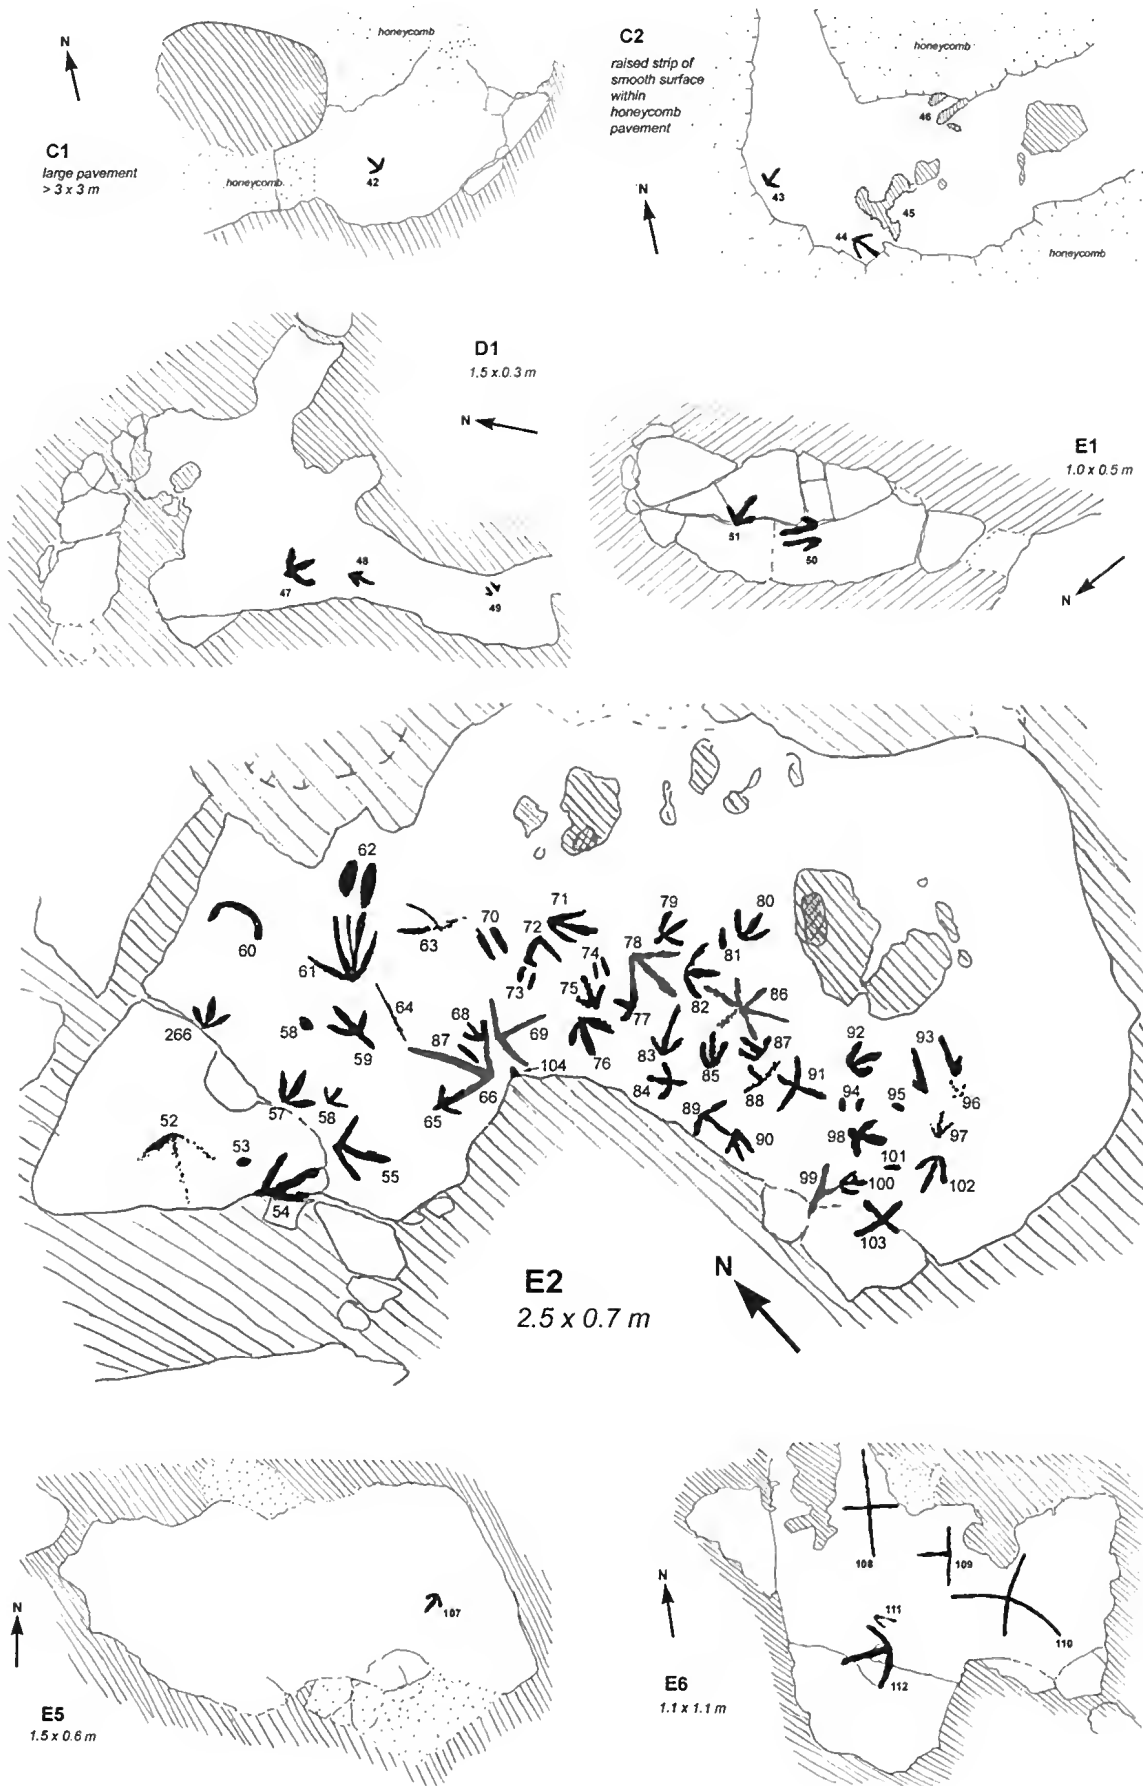 N
C1
large pavement
> 3 x 3 m
honeycomb
honeycomb
42
C2
raised strip of
smooth surface
within
honeycomb
pavement
N
honeycomb
46
43
45
44
honeycomb
D1
1.5 x 0.3 m
N
47
48
49
E1
1.0 x 0.5 m
51
50
N
62
60
63
70
71
72
79
80
81
61
74
78
73
75
82
86
64
68
69
77
266
58
59
87
76
83
85
87
92
93
104
84
88
91
57
58
65
66
94
95
96
89
52
53
90
98
97
55
101
54
99
100
102
103
E2
2.5 x 0.7 m
N
N
107
E5
1.5 x 0.6 m
108
109
N
111
110
112
E6
1.1 x 1.1 m